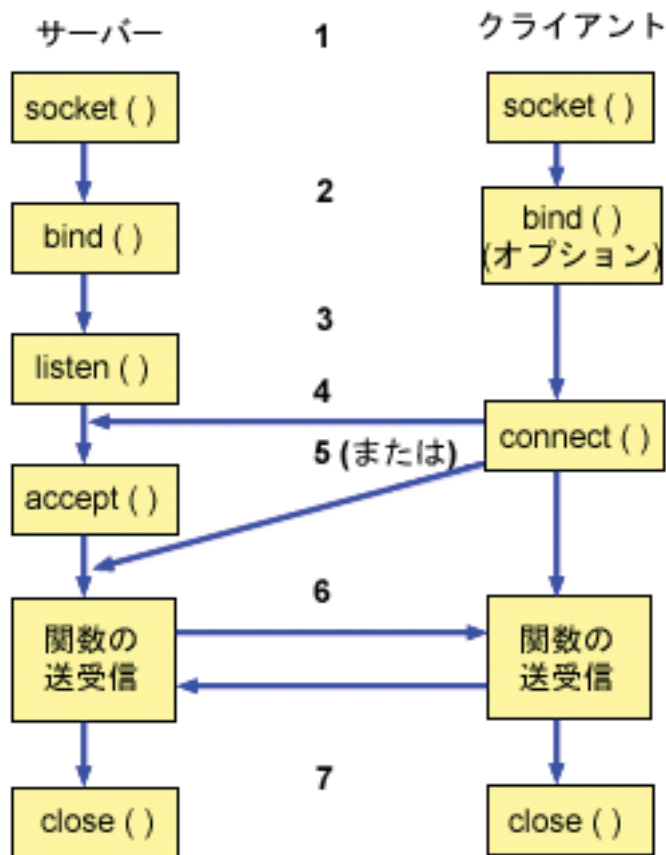 サーバー
1
クライアント
socket ( )
socket ( )
2
bind ( )
bind ( )
(オプション)
3
listen ( )
4
connect ( )
5 (または)
accept ( )
6
関数の
送受信
関数の
送受信
7
close ( )
close ( )